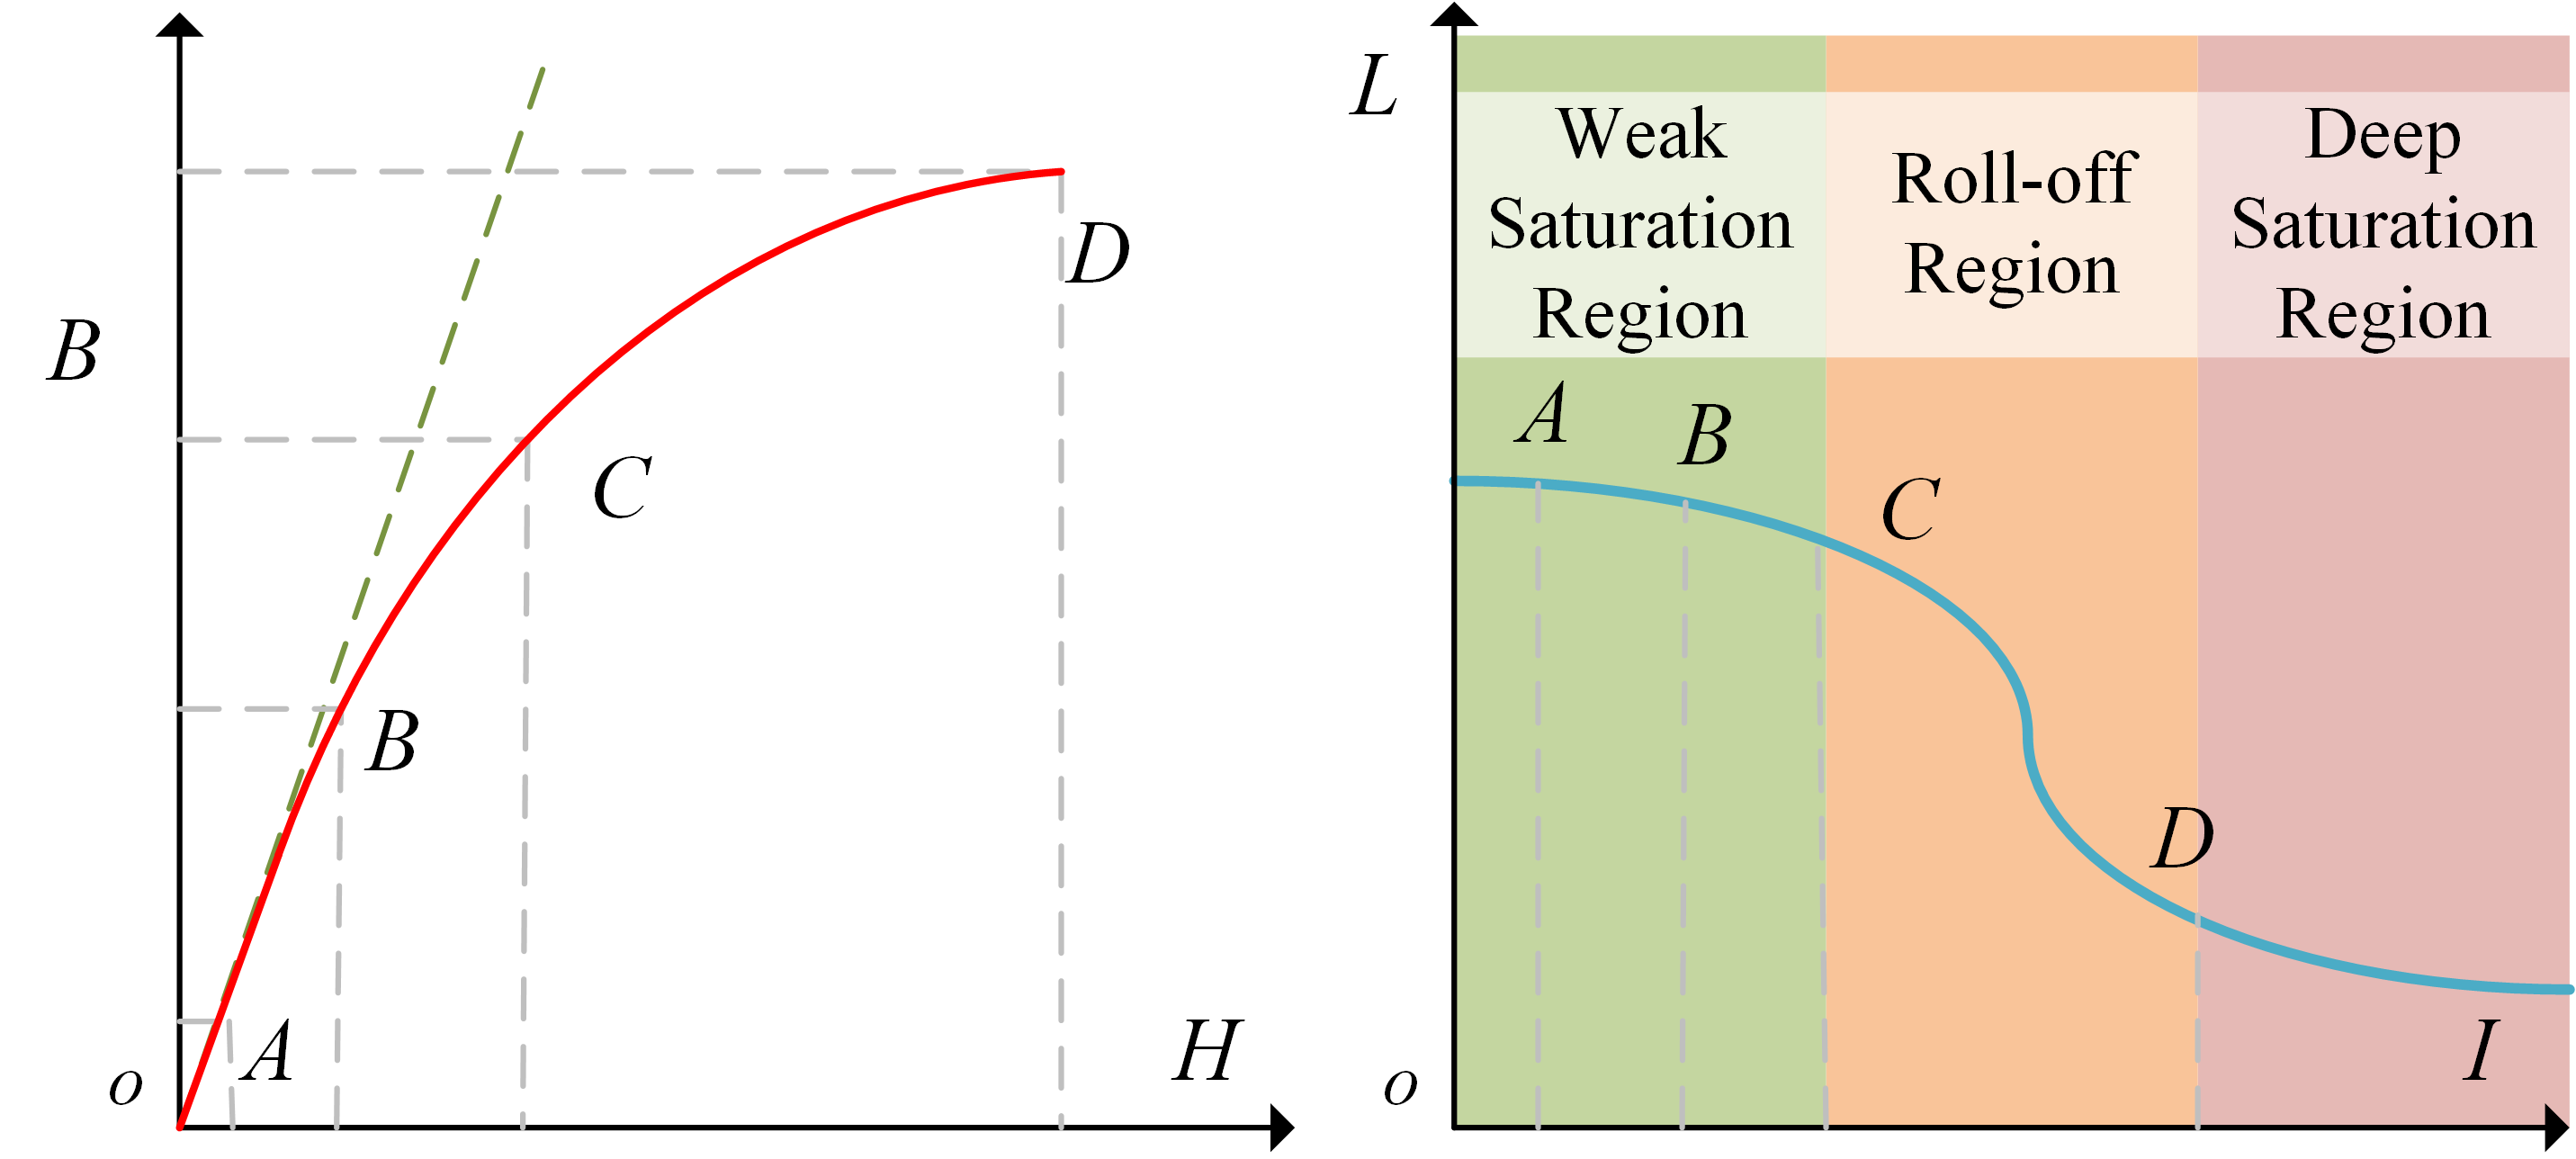 B
D
C
B
A
o
H
L
Weak
Saturation
Region
Roll-off
Region
Deep
Saturation
Region
A
B
C
D
o
I